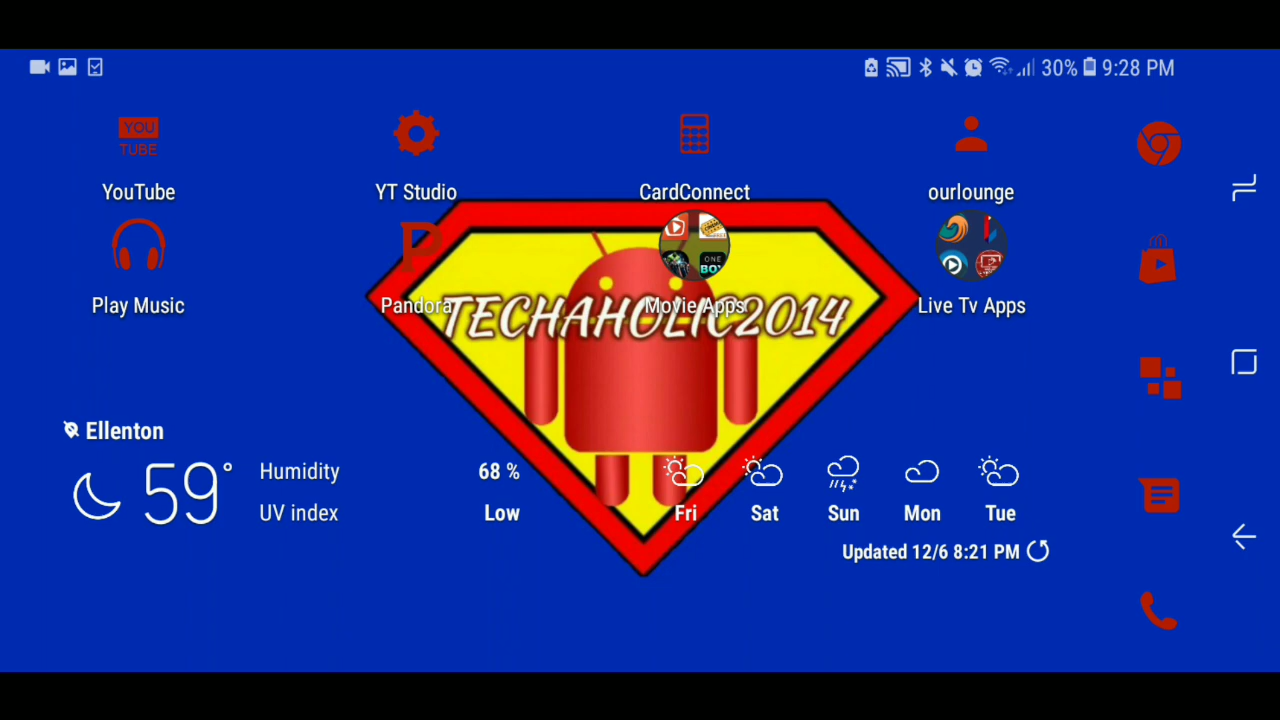 30% 9:28 PM
YOU
TUBE
YouTube
YT Studio
CardConnect
ourlounge
P
ONE
BOX
Play Music
Pandora
Movie Apps
Live Tv Apps
TECHAHOLIC2014
Ellenton
59°
Humidity 68 %
UV index Low
Fri Sat Sun Mon Tue
Updated 12/6 8:21 PM